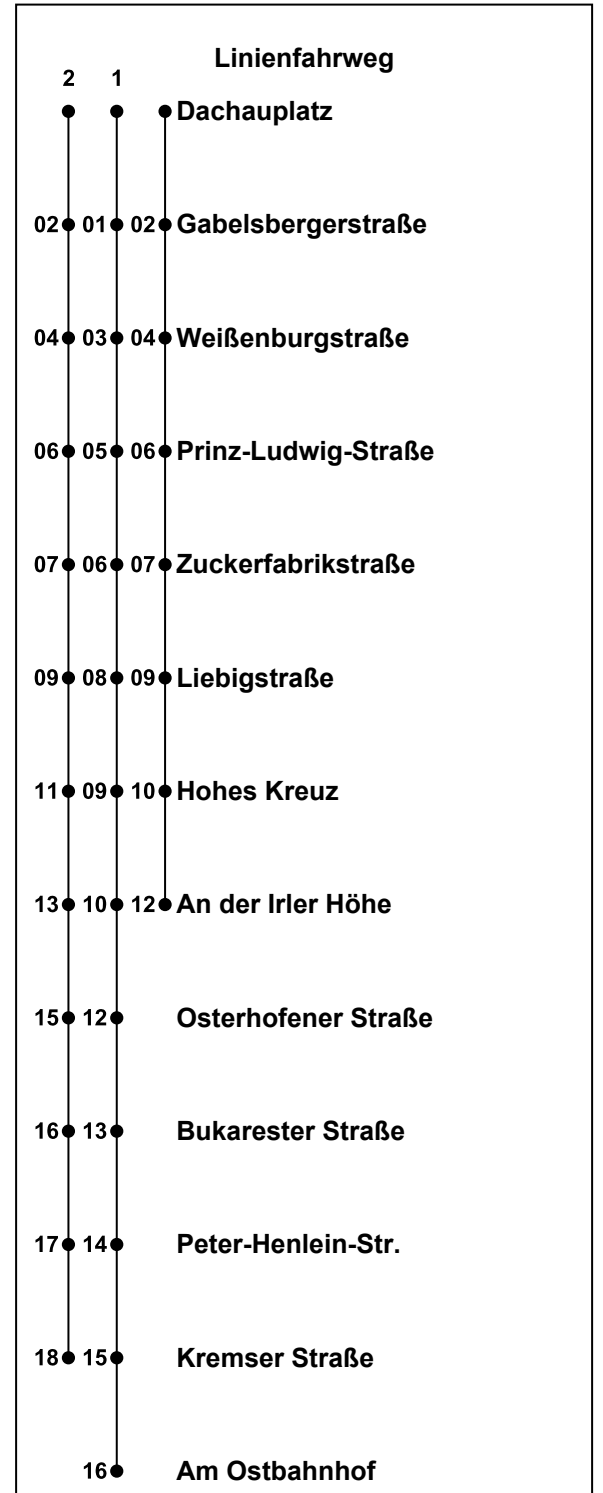 Linienfahrweg
2 1
Dachauplatz
02 01 02 Gabelsbergerstraße
04 03 04 Weißenburgstraße
06 05 06 Prinz-Ludwig-Straße
07 06 07 Zuckerfabrikstraße
09 08 09 Liebigstraße
11 09 10 Hohes Kreuz
13 10 12 An der Irler Höhe
15 12 Osterhofener Straße
16 13 Bukarester Straße
17 14 Peter-Henlein-Str.
18 15 Kremser Straße
16 Am Ostbahnhof